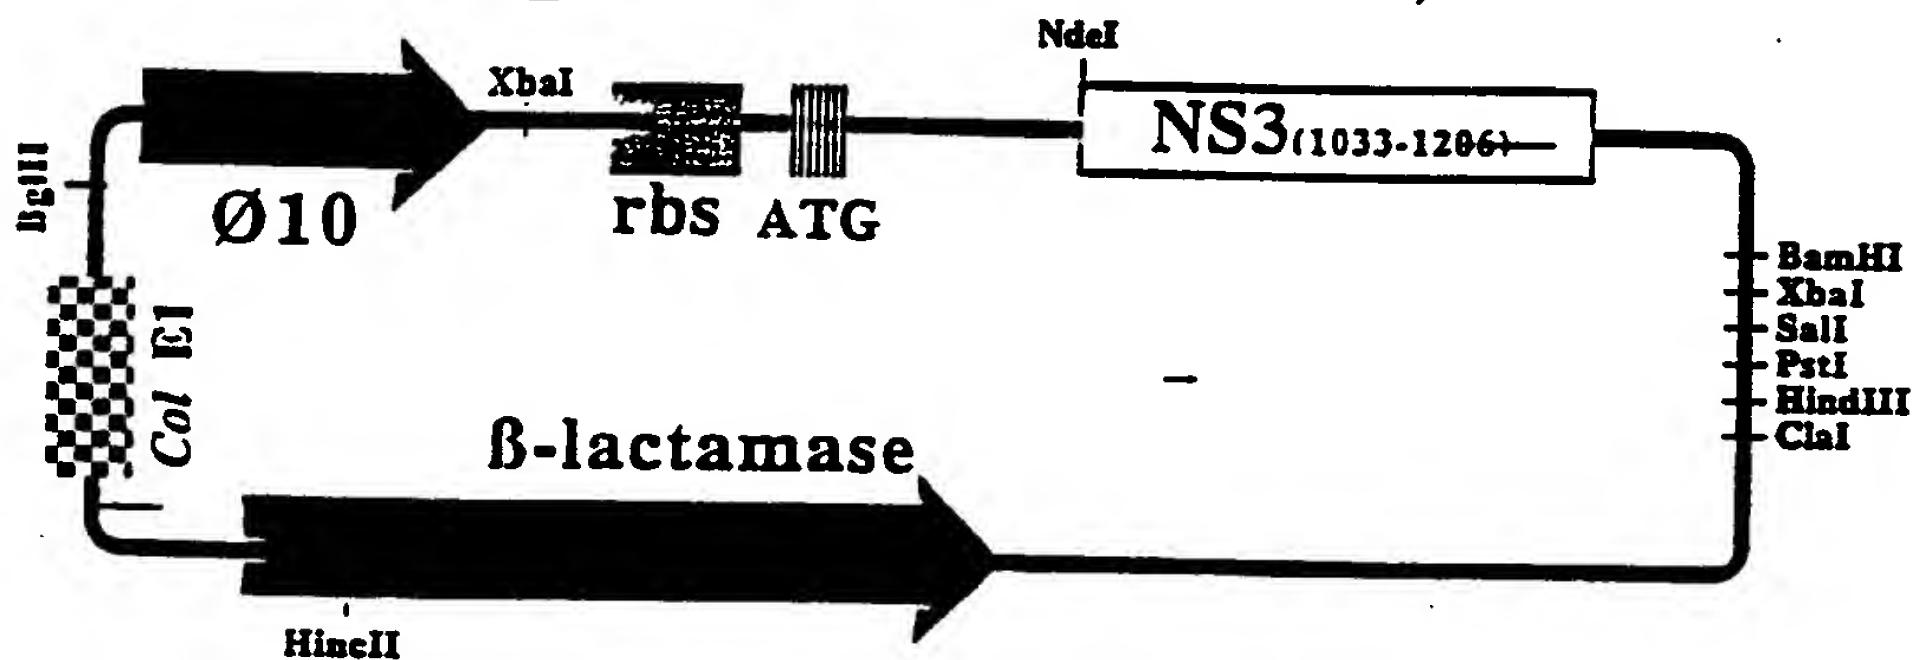 NdeI
XbaI
NS3(1033-1206)
BglII
Ø10
rbs
ATG
BamHI
XbaI
SalI
PstI
HindIII
ClaI
Col E1
ß-lactamase
HincII